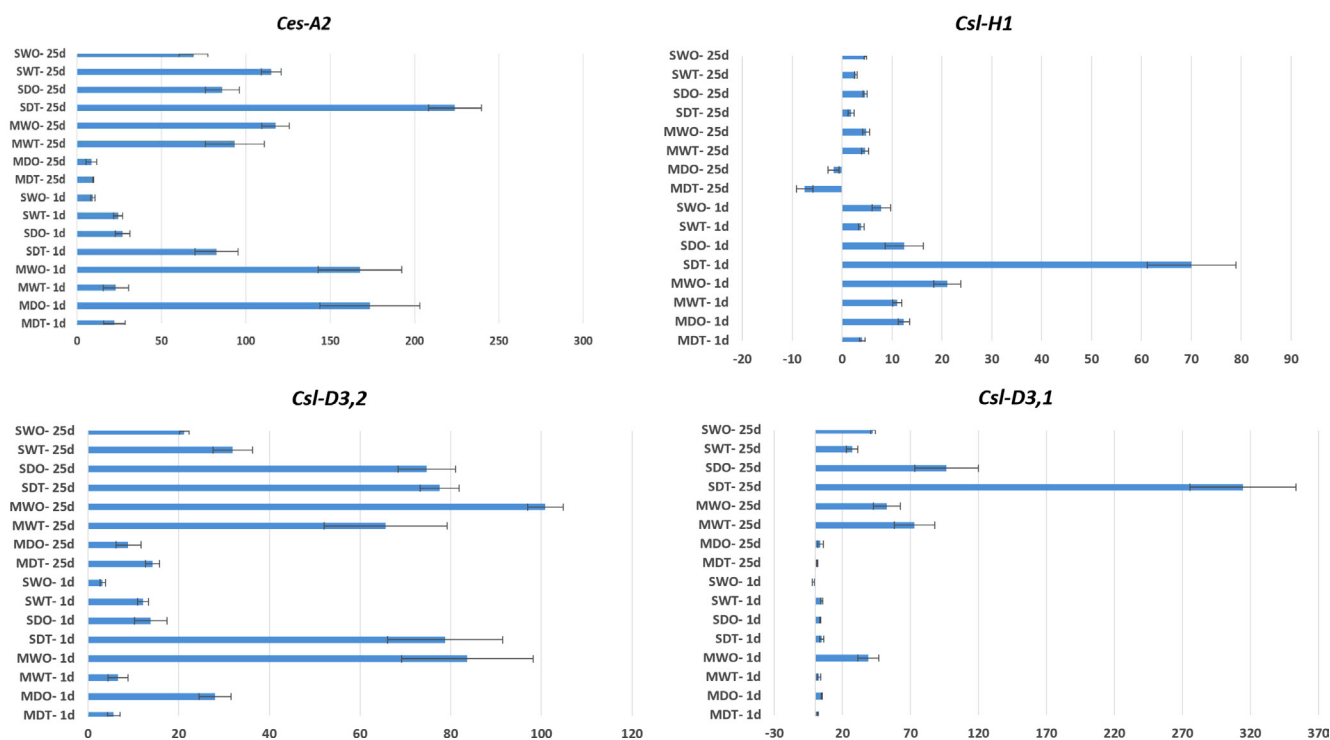 Ces-A2
SWO- 25d
SWT- 25d
SDO- 25d
SDT- 25d
MWO- 25d
MWT- 25d
MDO- 25d
MDT- 25d
SWO- 1d
SWT- 1d
SDO- 1d
SDT- 1d
MWO- 1d
MWT- 1d
MDO- 1d
MDT- 1d
0 50 100 150 200 250 300
Csl-H1
SWO- 25d
SWT- 25d
SDO- 25d
SDT- 25d
MWO- 25d
MWT- 25d
MDO- 25d
MDT- 25d
SWO- 1d
SWT- 1d
SDO- 1d
SDT- 1d
MWO- 1d
MWT- 1d
MDO- 1d
MDT- 1d
-20 -10 0 10 20 30 40 50 60 70 80 90
Csl-D3,2
SWO- 25d
SWT- 25d
SDO- 25d
SDT- 25d
MWO- 25d
MWT- 25d
MDO- 25d
MDT- 25d
SWO- 1d
SWT- 1d
SDO- 1d
SDT- 1d
MWO- 1d
MWT- 1d
MDO- 1d
MDT- 1d
0 20 40 60 80 100 120
Csl-D3,1
SWO- 25d
SWT- 25d
SDO- 25d
SDT- 25d
MWO- 25d
MWT- 25d
MDO- 25d
MDT- 25d
SWO- 1d
SWT- 1d
SDO- 1d
SDT- 1d
MWO- 1d
MWT- 1d
MDO- 1d
MDT- 1d
-30 20 70 120 170 220 270 320 370